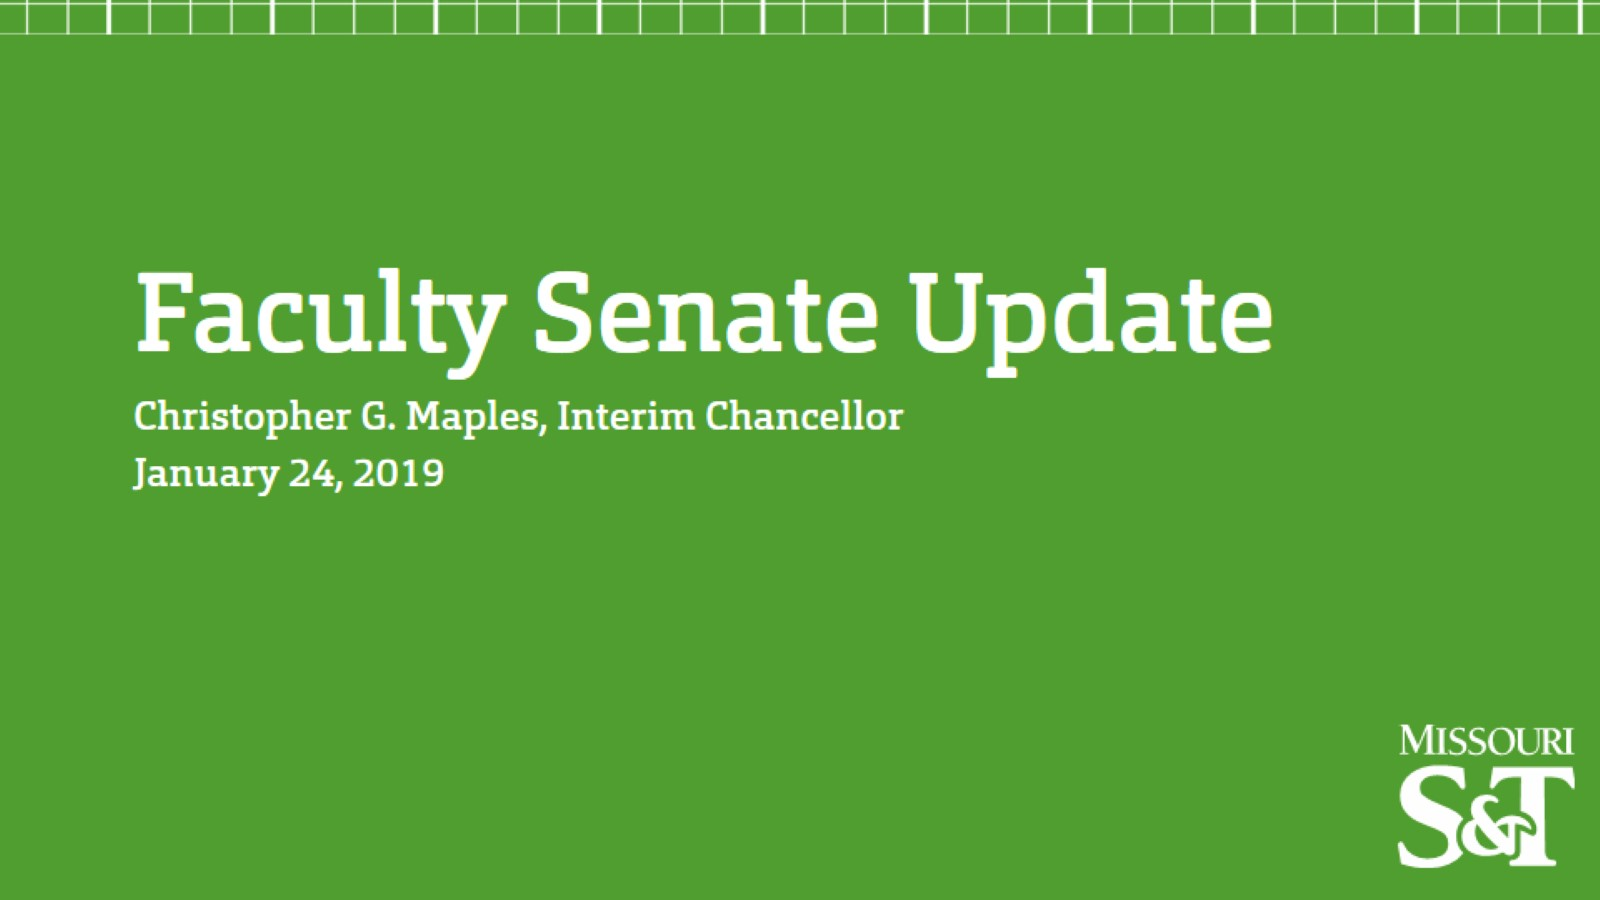 Faculty Senate Update
Christopher G. Maples, Interim Chancellor
January 24, 2019
MISSOURI
S&T